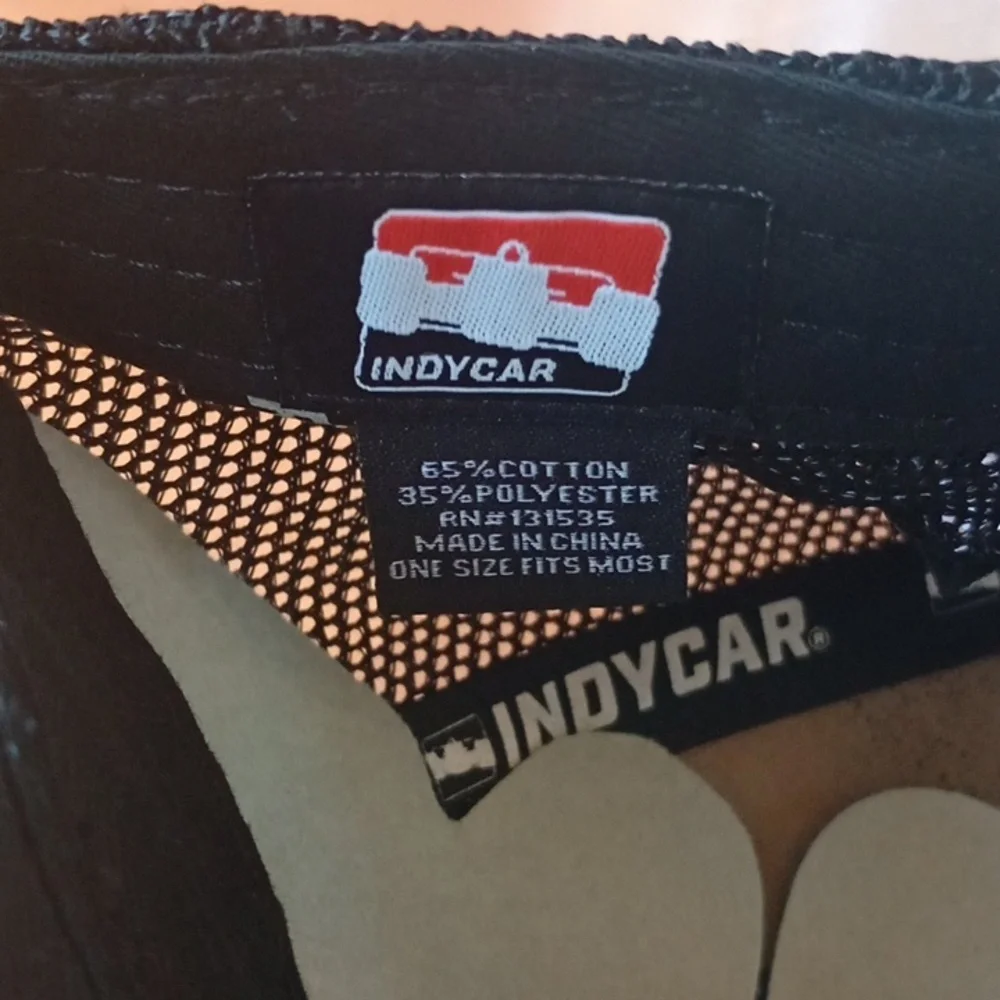 INDYCAR
65%COTTON
35%POLYESTER
RN#131535
MADE IN CHINA
ONE SIZE FITS MOST
INDYCAR®